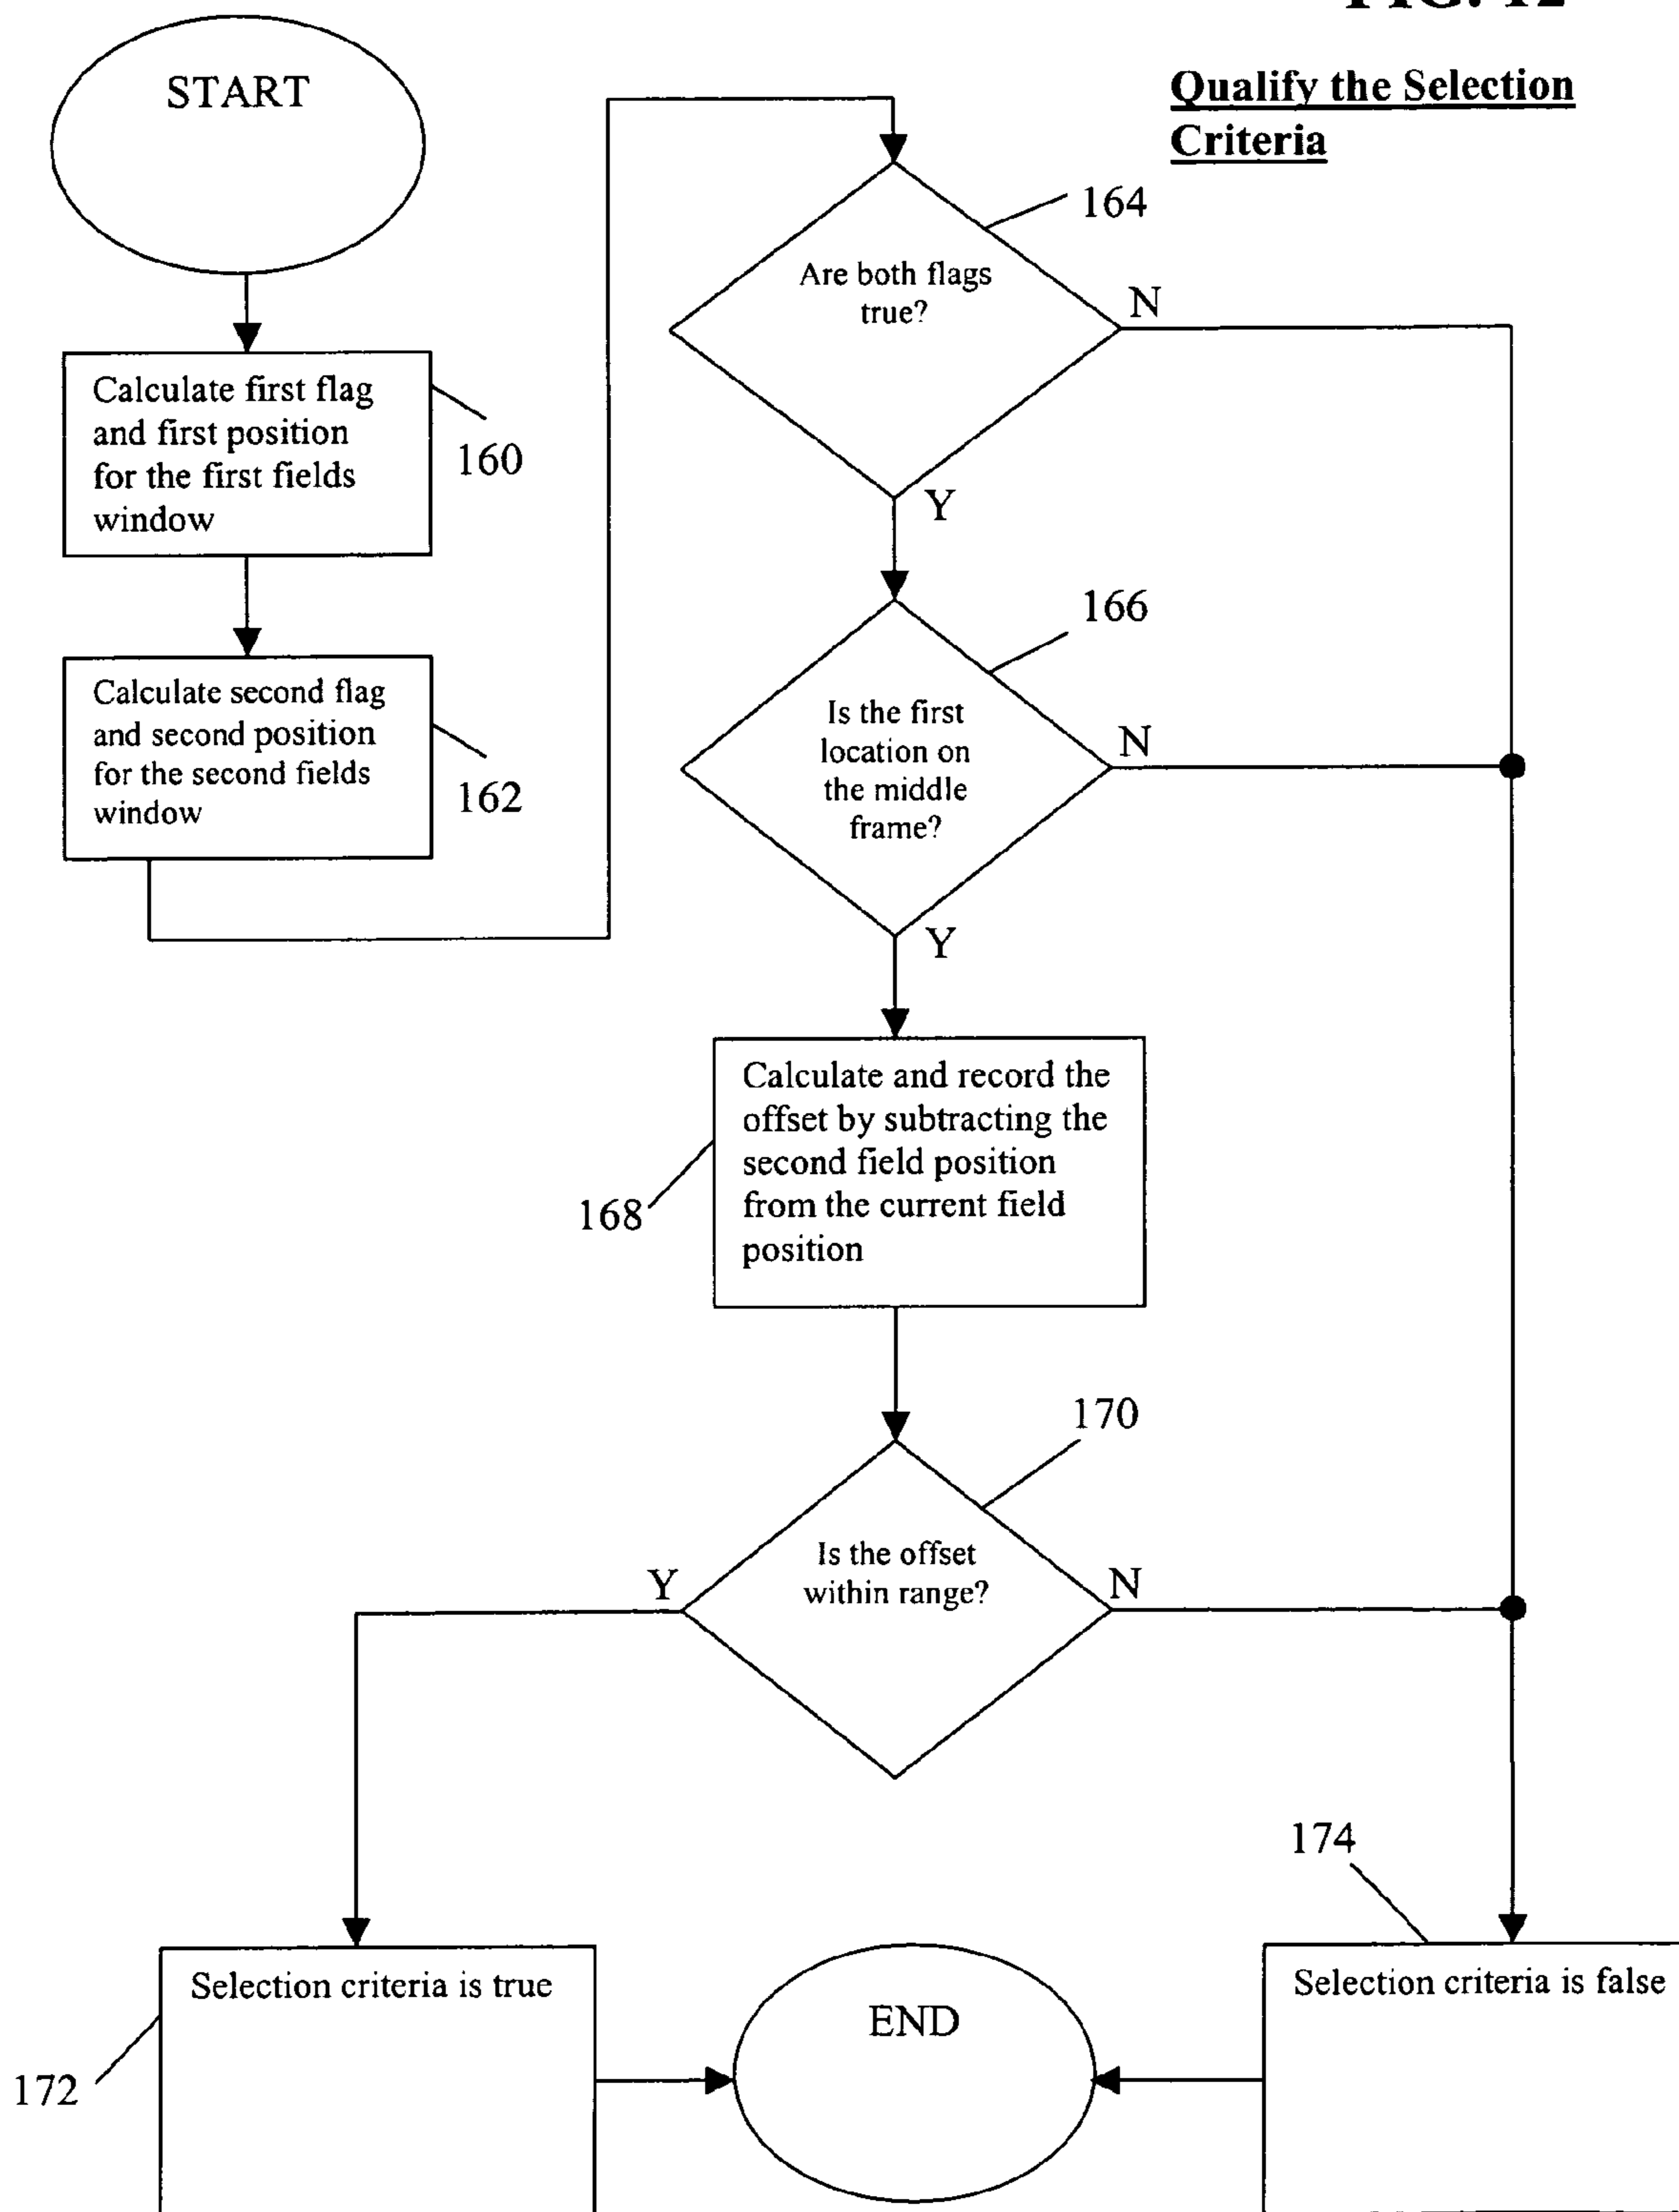 FIG. 12
Qualify the Selection
Criteria
START
Calculate first flag
and first position
for the first fields
window
160
Calculate second flag
and second position
for the second fields
window
162
164
Are both flags
true?
N
Y
166
Is the first
location on
the middle
frame?
N
Y
Calculate and record the
offset by subtracting the
second field position
from the current field
position
168
170
Is the offset
within range?
Y
N
174
Selection criteria is true
172
END
Selection criteria is false